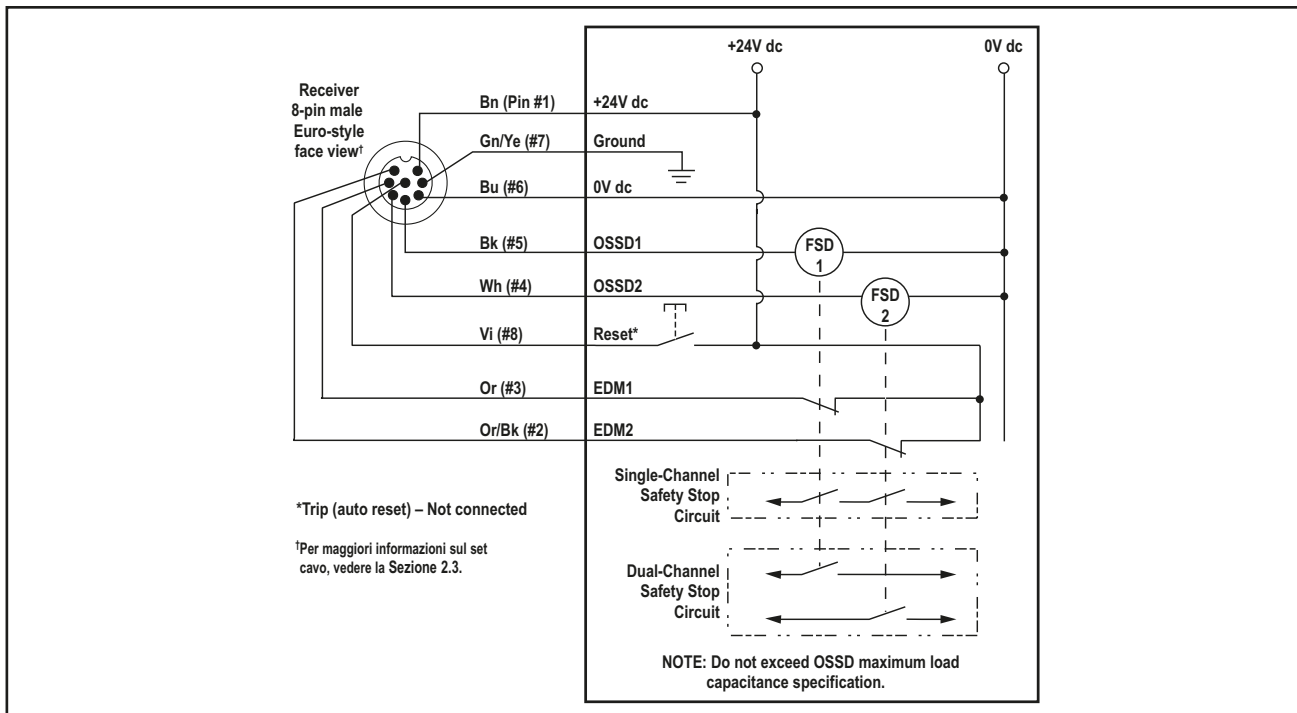 +24V dc
0V dc
Receiver
8-pin male
Euro-style
face view†
Bn (Pin #1)
+24V dc
Gn/Ye (#7)
Ground
Bu (#6)
0V dc
Bk (#5)
OSSD1
FSD
1
Wh (#4)
OSSD2
FSD
2
Vi (#8)
Reset*
Or (#3)
EDM1
Or/Bk (#2)
EDM2
Single-Channel
Safety Stop
Circuit
*Trip (auto reset) – Not connected
†Per maggiori informazioni sul set
cavo, vedere la Sezione 2.3.
Dual-Channel
Safety Stop
Circuit
NOTE: Do not exceed OSSD maximum load
capacitance specification.